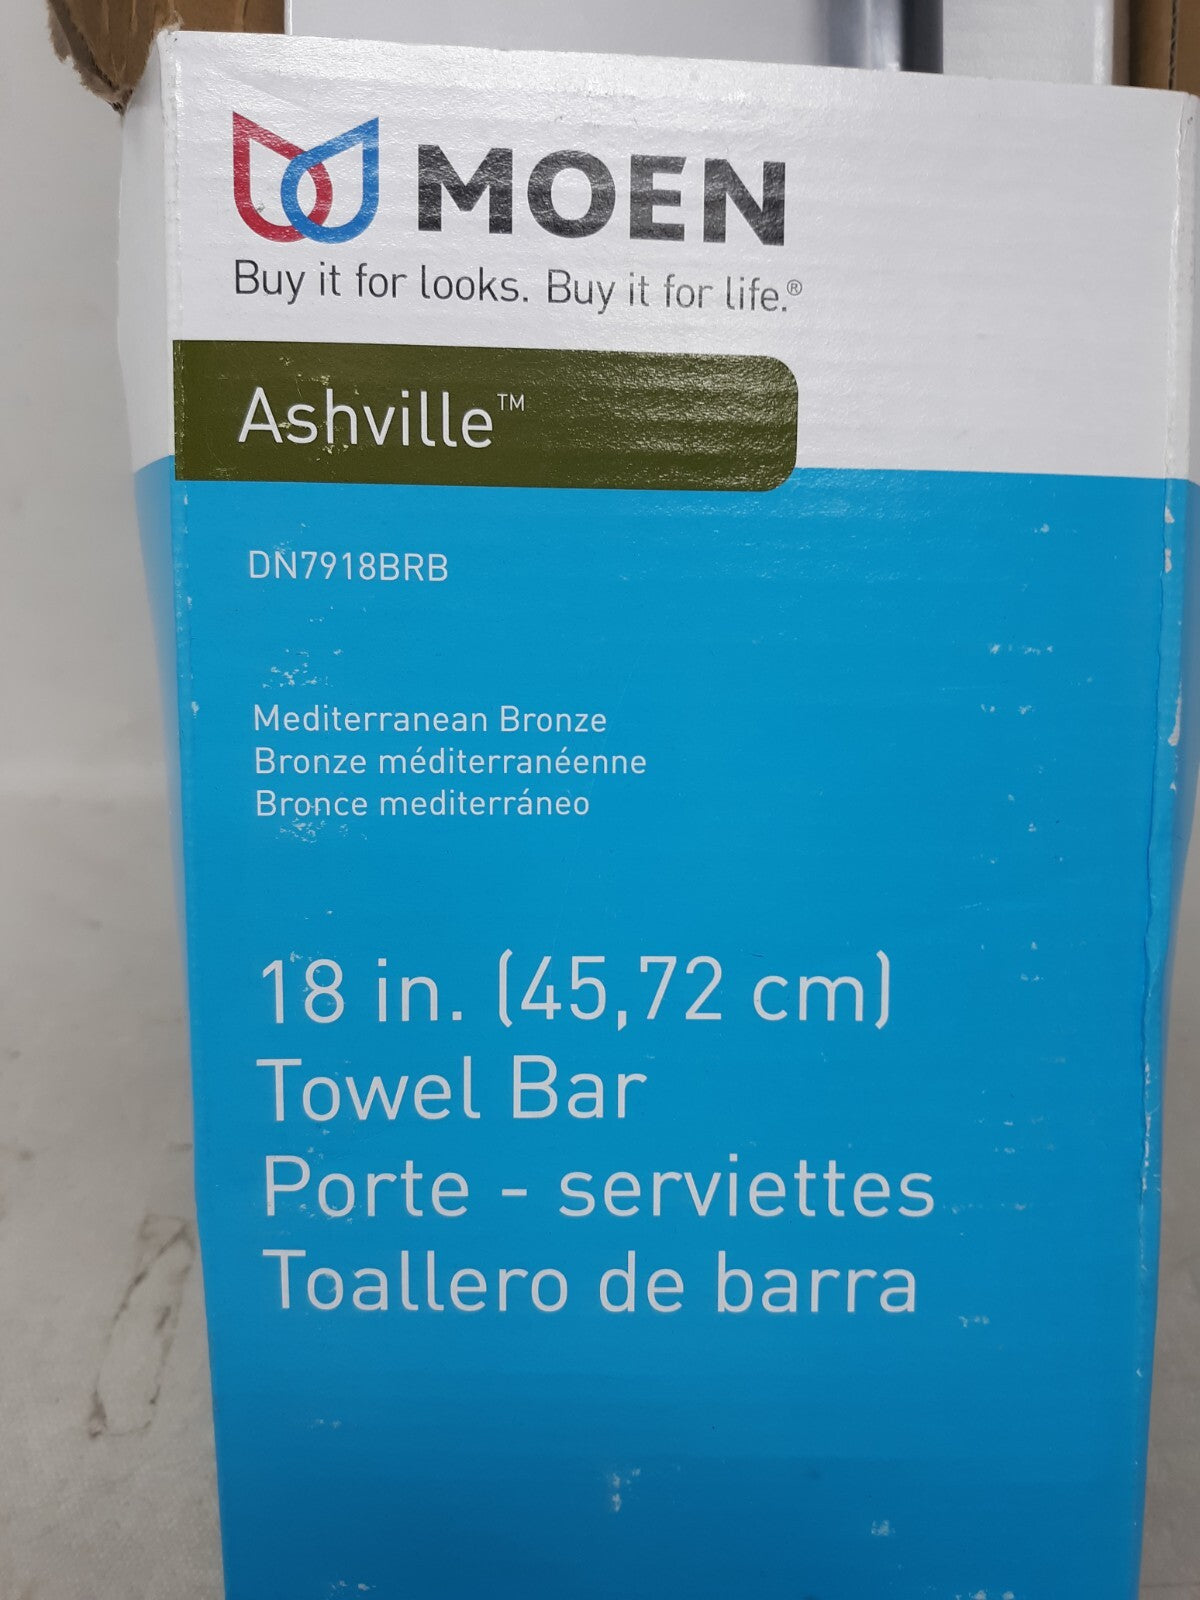 MOEN
Buy it for looks. Buy it for life.®
Ashville™
DN7918BRB
Mediterranean Bronze
Bronze méditerranéenne
Bronce mediterráneo
18 in. (45,72 cm)
Towel Bar
Porte - serviettes
Toallero de barra